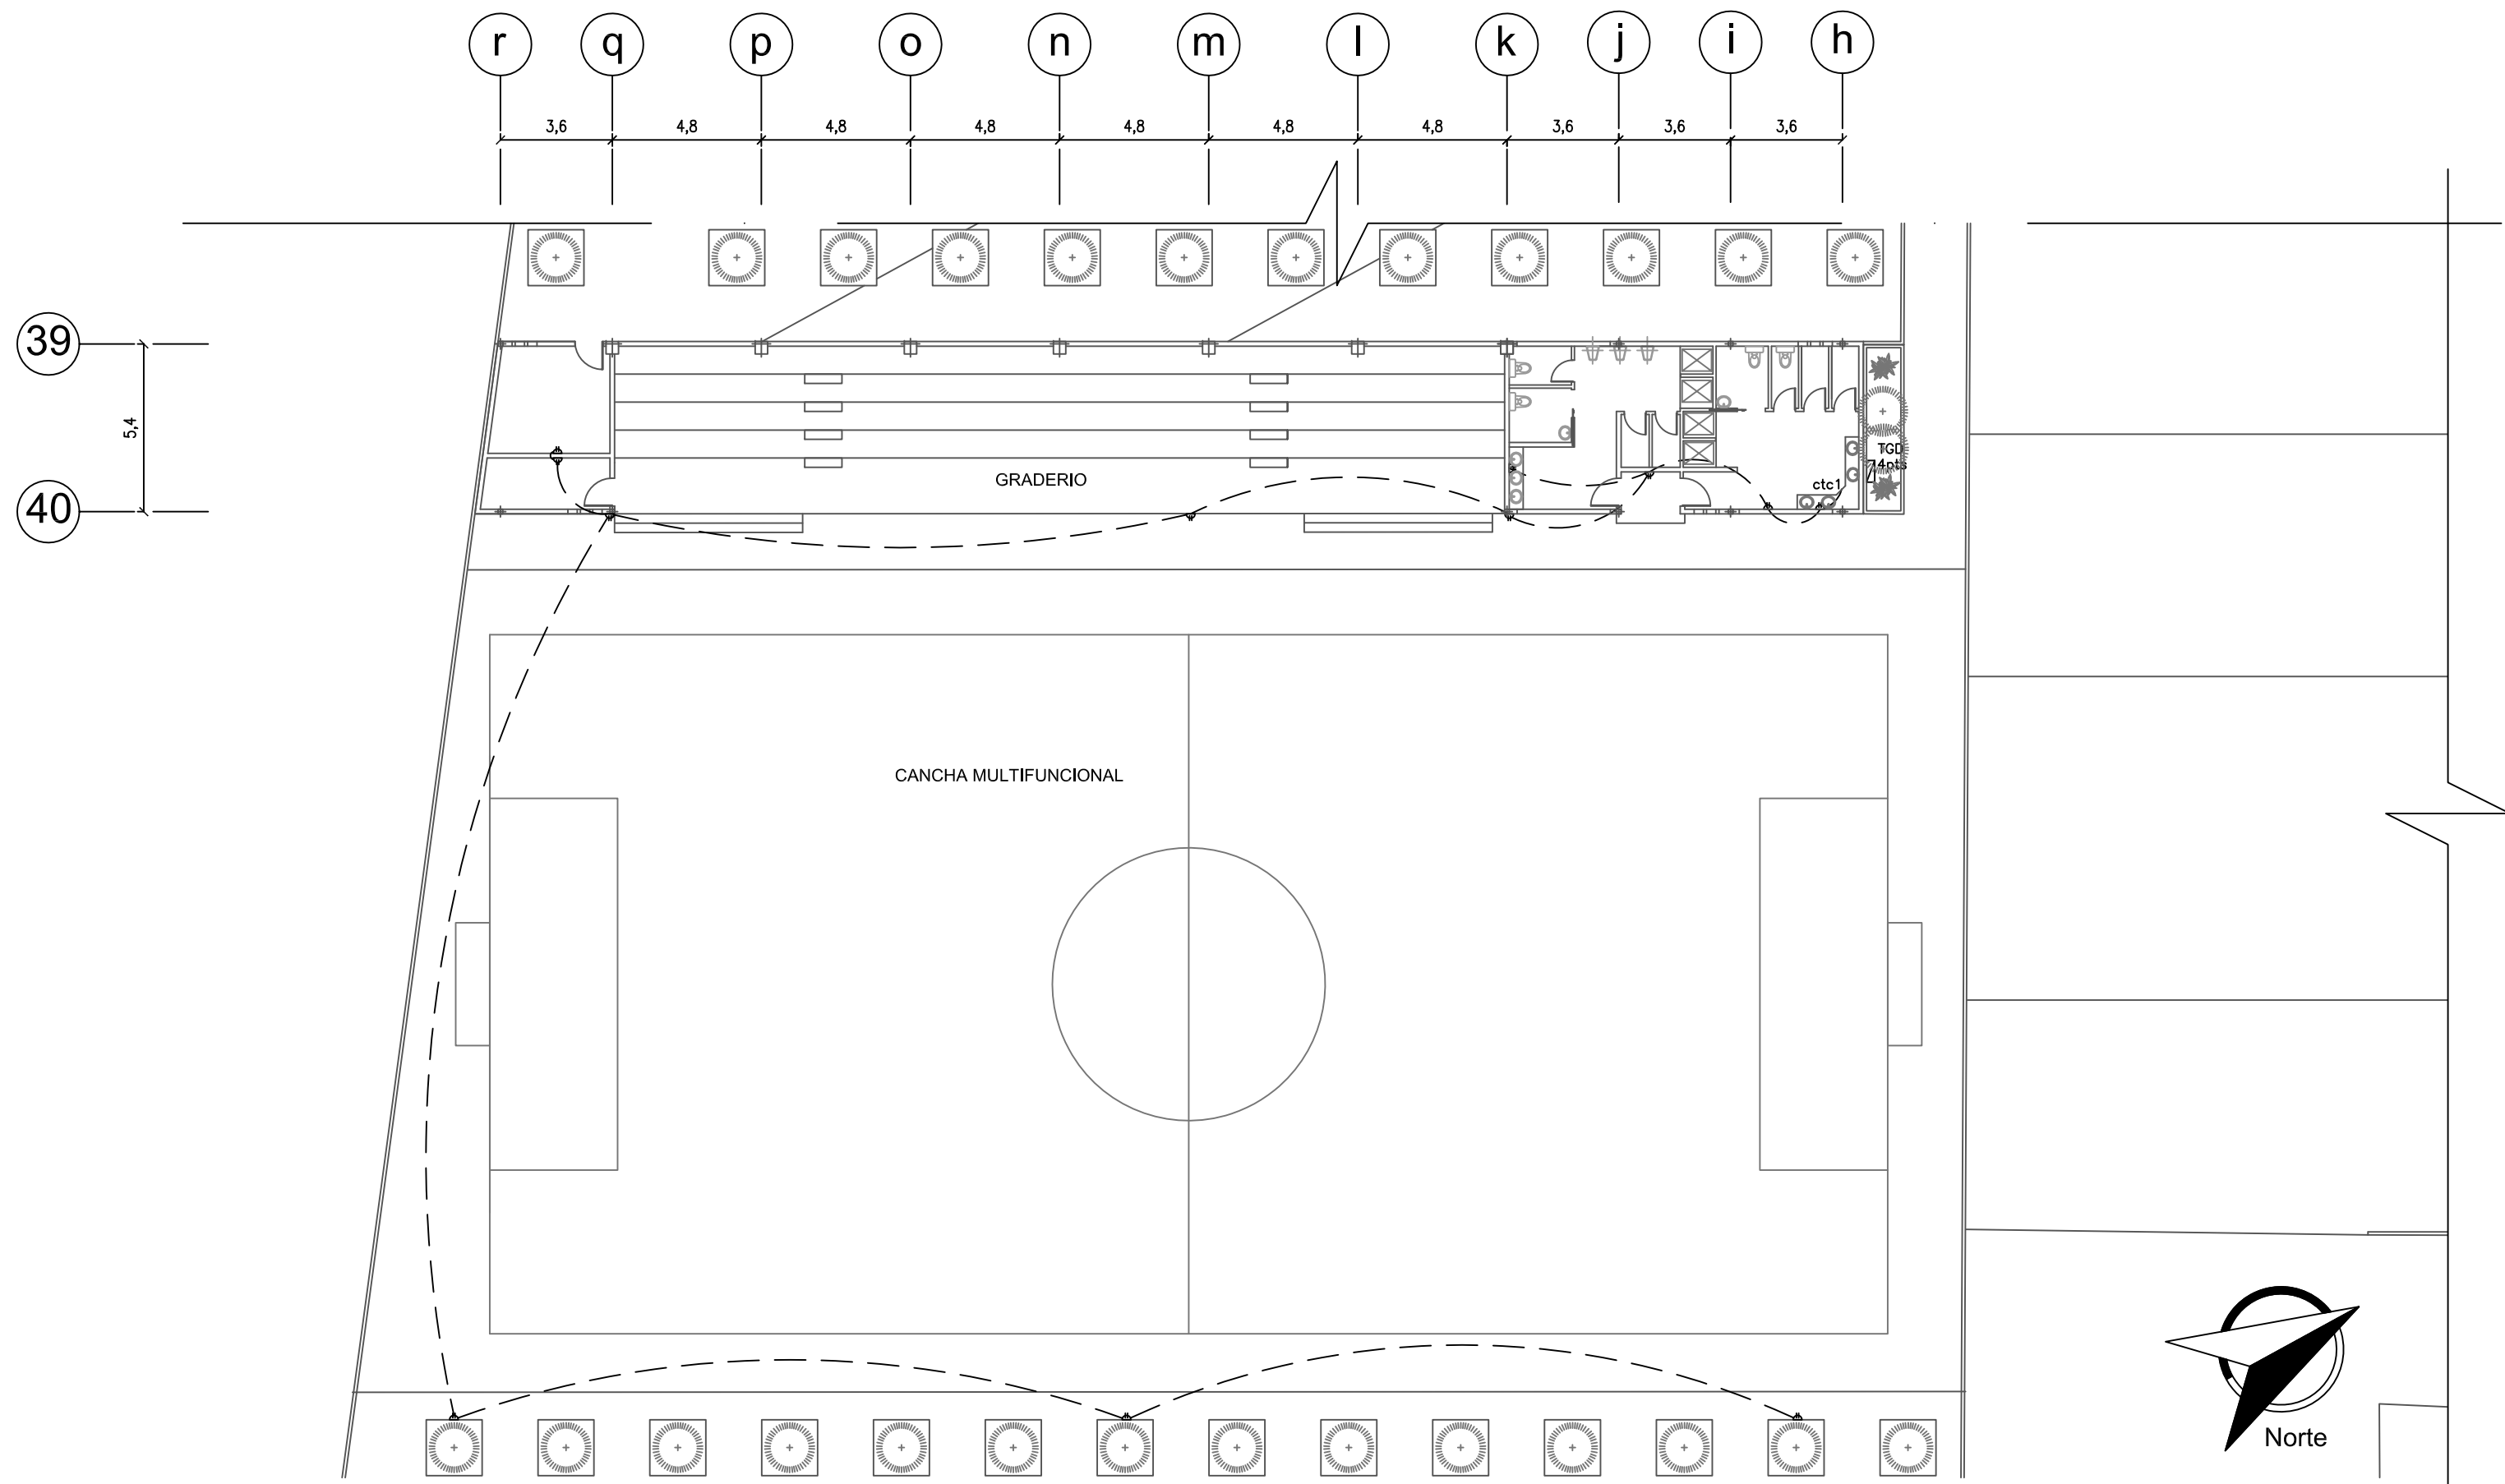 r q p o n m l k j i h
3,6 4,8 4,8 4,8 4,8 4,8 4,8 3,6 3,6 3,6
39
5,4
TGD
4pts
GRADERIO
ctc1
40
CANCHA MULTIFUNCIONAL
Norte